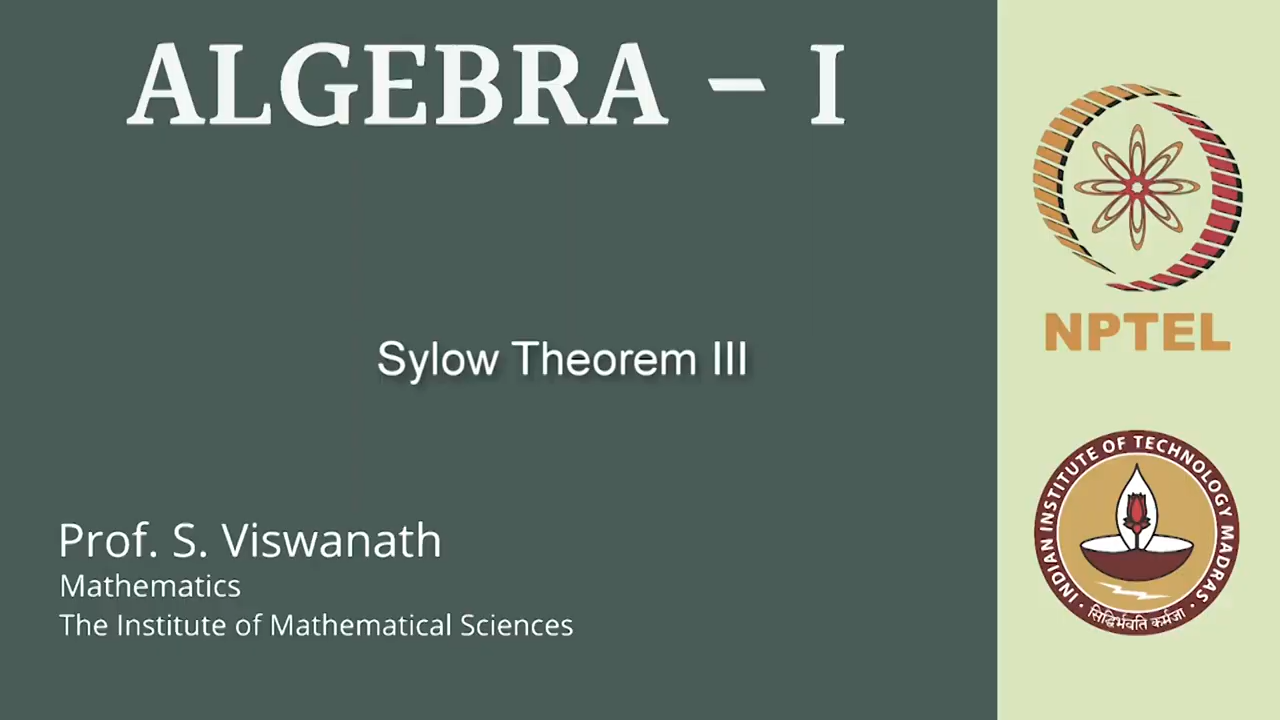 ALGEBRA – I
Sylow Theorem III
Prof. S. Viswanath
Mathematics
The Institute of Mathematical Sciences
NPTEL
INDIAN INSTITUTE OF TECHNOLOGY MADRAS
सिद्धिर्भवति कर्मजा